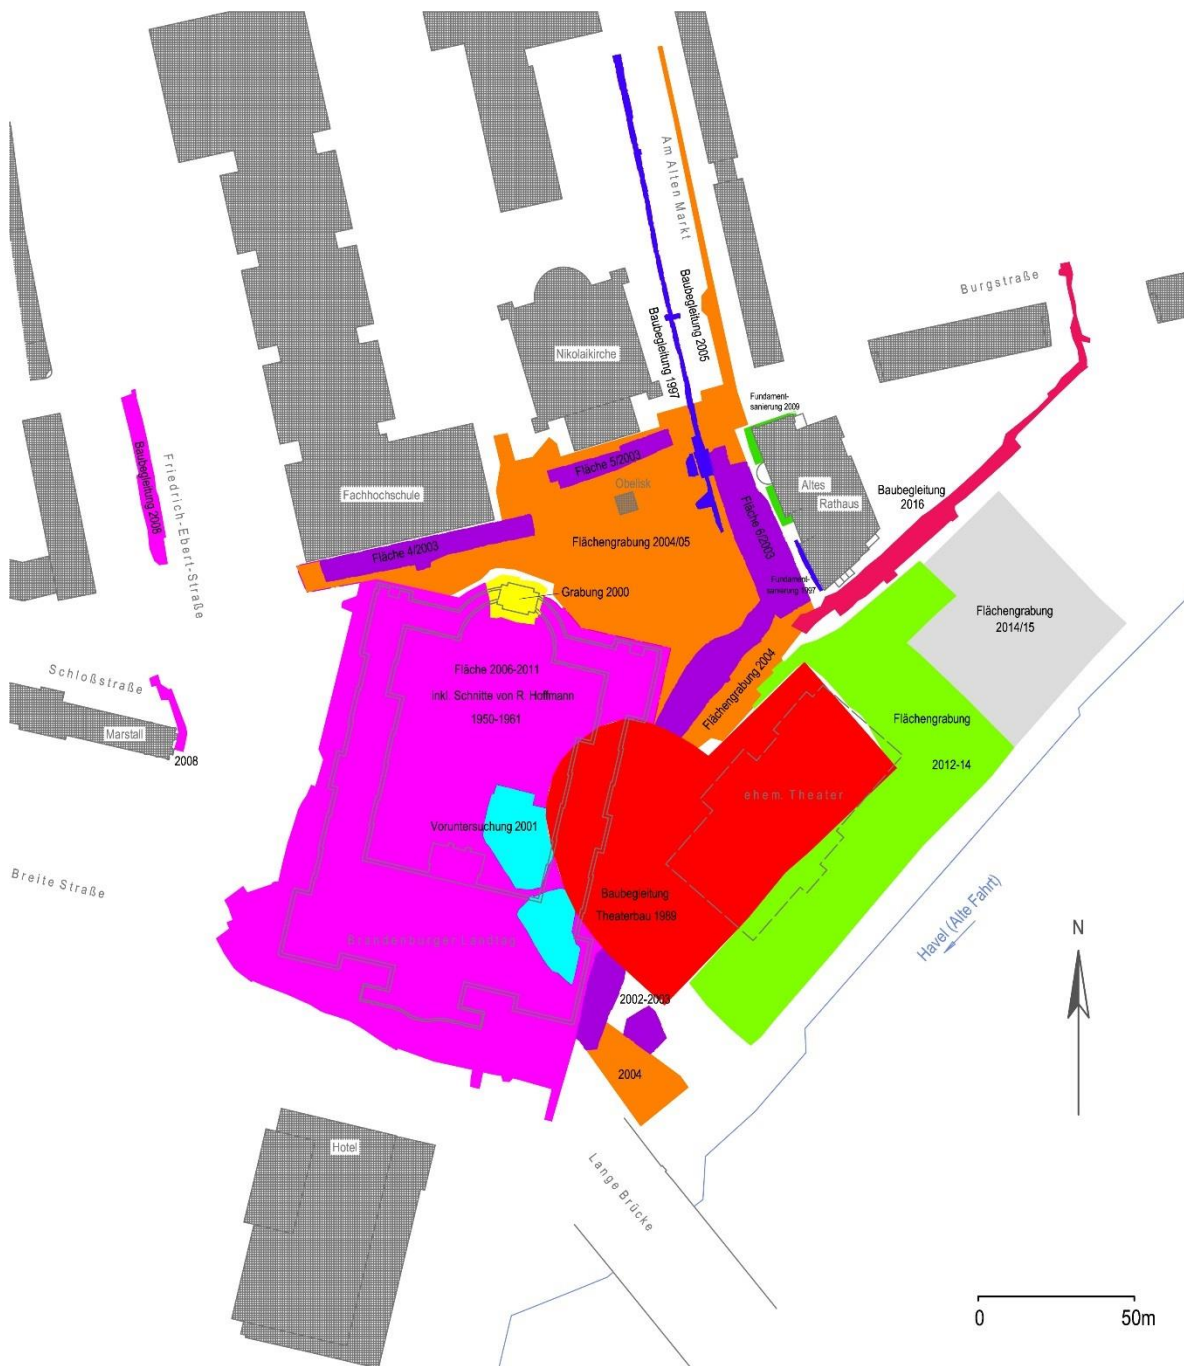 Am Alten Markt
Burgstraße
Baubegleitung 2005
Baubegleitung 1997
Nikolaikirche
Fundament-
sanierung 2009
Baubegleitung 2008
Friedrich-Ebert-Straße
Fachhochschule
Fläche 5/2003
Obelisk
Altes
Rathaus
Baubegleitung
2016
Fläche 4/2003
Flächengrabung 2004/05
Fläche 6/2003
Fundament-
sanierung 1997
Grabung 2000
Flächengrabung
2014/15
Schloßstraße
Marstall
2008
Fläche 2006-2011
inkl. Schnitte von R. Hoffmann
1950-1961
Flächengrabung 2004
Flächengrabung
2012-14
ehem. Theater
Voruntersuchung 2001
Breite Straße
Baubegleitung
Theaterbau 1989
Brandenburger Landtag
Havel (Alte Fahrt)
N
2002-2003
2004
Hotel
Lange Brücke
0 50m